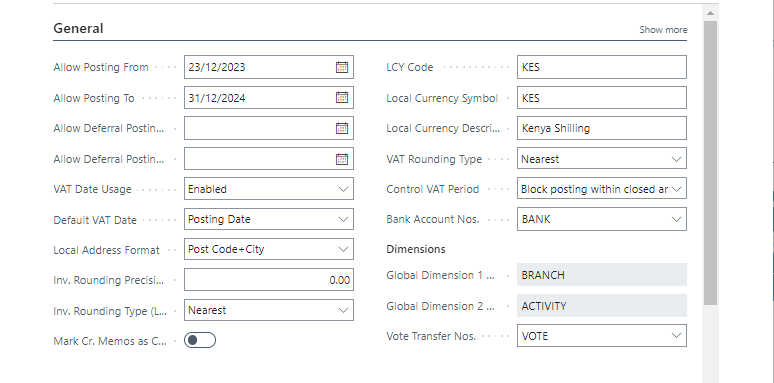 General
Show more
Allow Posting From 23/12/2023
Allow Posting To 31/12/2024
Allow Deferral Postin...
Allow Deferral Postin...
VAT Date Usage Enabled
Default VAT Date Posting Date
Local Address Format Post Code+City
Inv. Rounding Precisi... 0.00
Inv. Rounding Type (L... Nearest
Mark Cr. Memos as C...
LCY Code KES
Local Currency Symbol KES
Local Currency Descri... Kenya Shilling
VAT Rounding Type Nearest
Control VAT Period Block posting within closed ar
Bank Account Nos. BANK
Dimensions
Global Dimension 1 ... BRANCH
Global Dimension 2 ... ACTIVITY
Vote Transfer Nos. VOTE